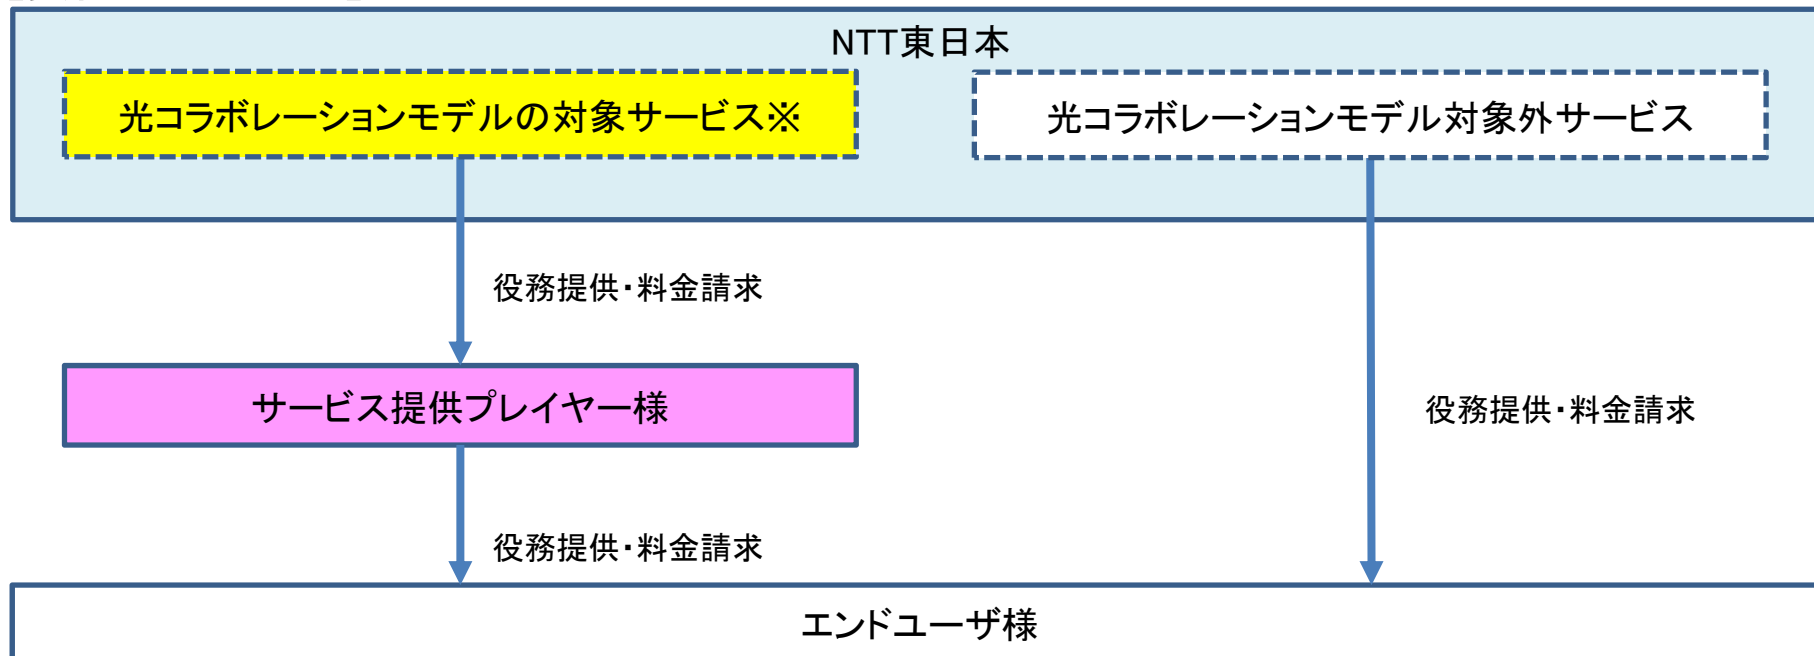 NTT東日本
光コラボレーションモデルの対象サービス※
光コラボレーションモデル対象外サービス
役務提供・料金請求
サービス提供プレイヤー様
役務提供・料金請求
役務提供・料金請求
エンドユーザ様